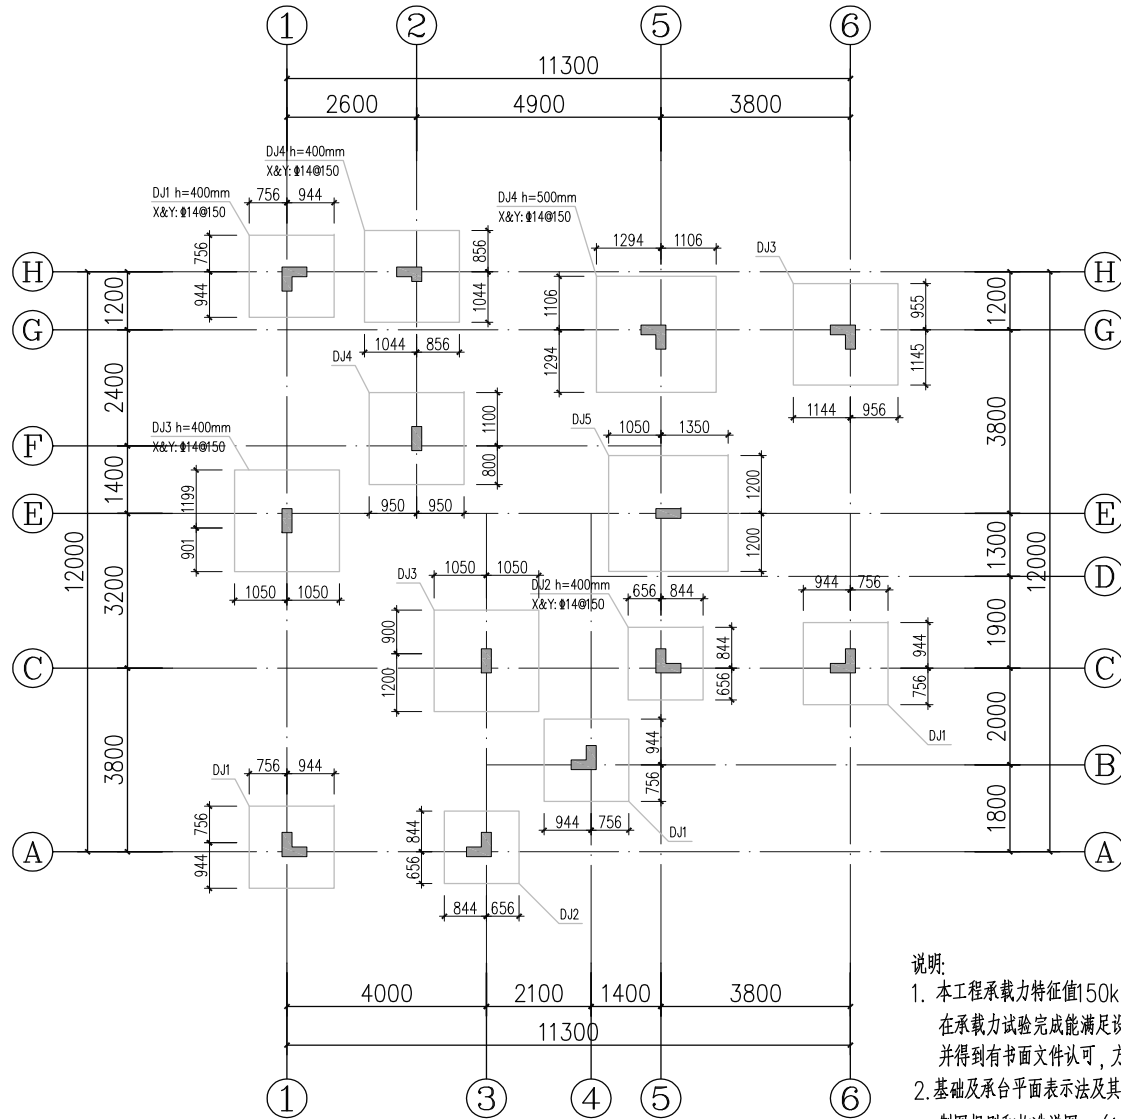 1
2
5
6
11300
2600 4900 3800
DJ4 h=400mm
X&Y:Φ14@150
DJ1 h=400mm
X&Y:Φ14@150
756 944
DJ4 h=500mm
X&Y:Φ14@150
1294 1106
DJ3
756
944
856
1044
1106
1294
955
1145
H
G
F
E
C
A
H
G
E
D
C
B
A
1200
2400
1400
3200
3800
12000
1200
3800
1300
1900
2000
1800
12000
1044 856
1144 956
DJ4
1100
800
950 950
DJ3 h=400mm
X&Y:Φ14@150
1199
901
1050 1050
DJ5
1050 1350
1200
1200
DJ3
1050 1050
900
1200
DJ2 h=400mm
X&Y:Φ14@150
656 844
844
656
944 756
944
756
DJ1
944
756
944 756
DJ1
DJ1
756 944
756
944
844
656
844 656
DJ2
4000 2100 1400 3800
11300
1
3
4
5
6
说明:
1. 本工程承载力特征值150k
在承载力试验完成能满足设
并得到有书面文件认可,方
2.基础及承台平面表示法及其